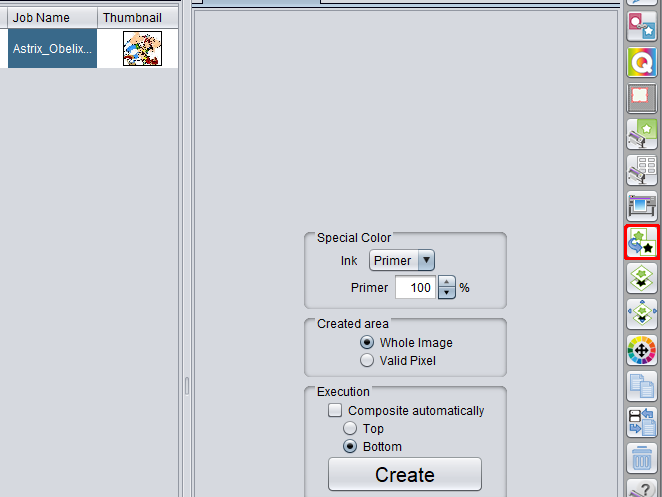 Job Name Thumbnail
Astrix_Obelix...
Special Color
Ink Primer
Primer 100 %
Created area
Whole Image
Valid Pixel
Execution
Composite automatically
Top
Bottom
Create